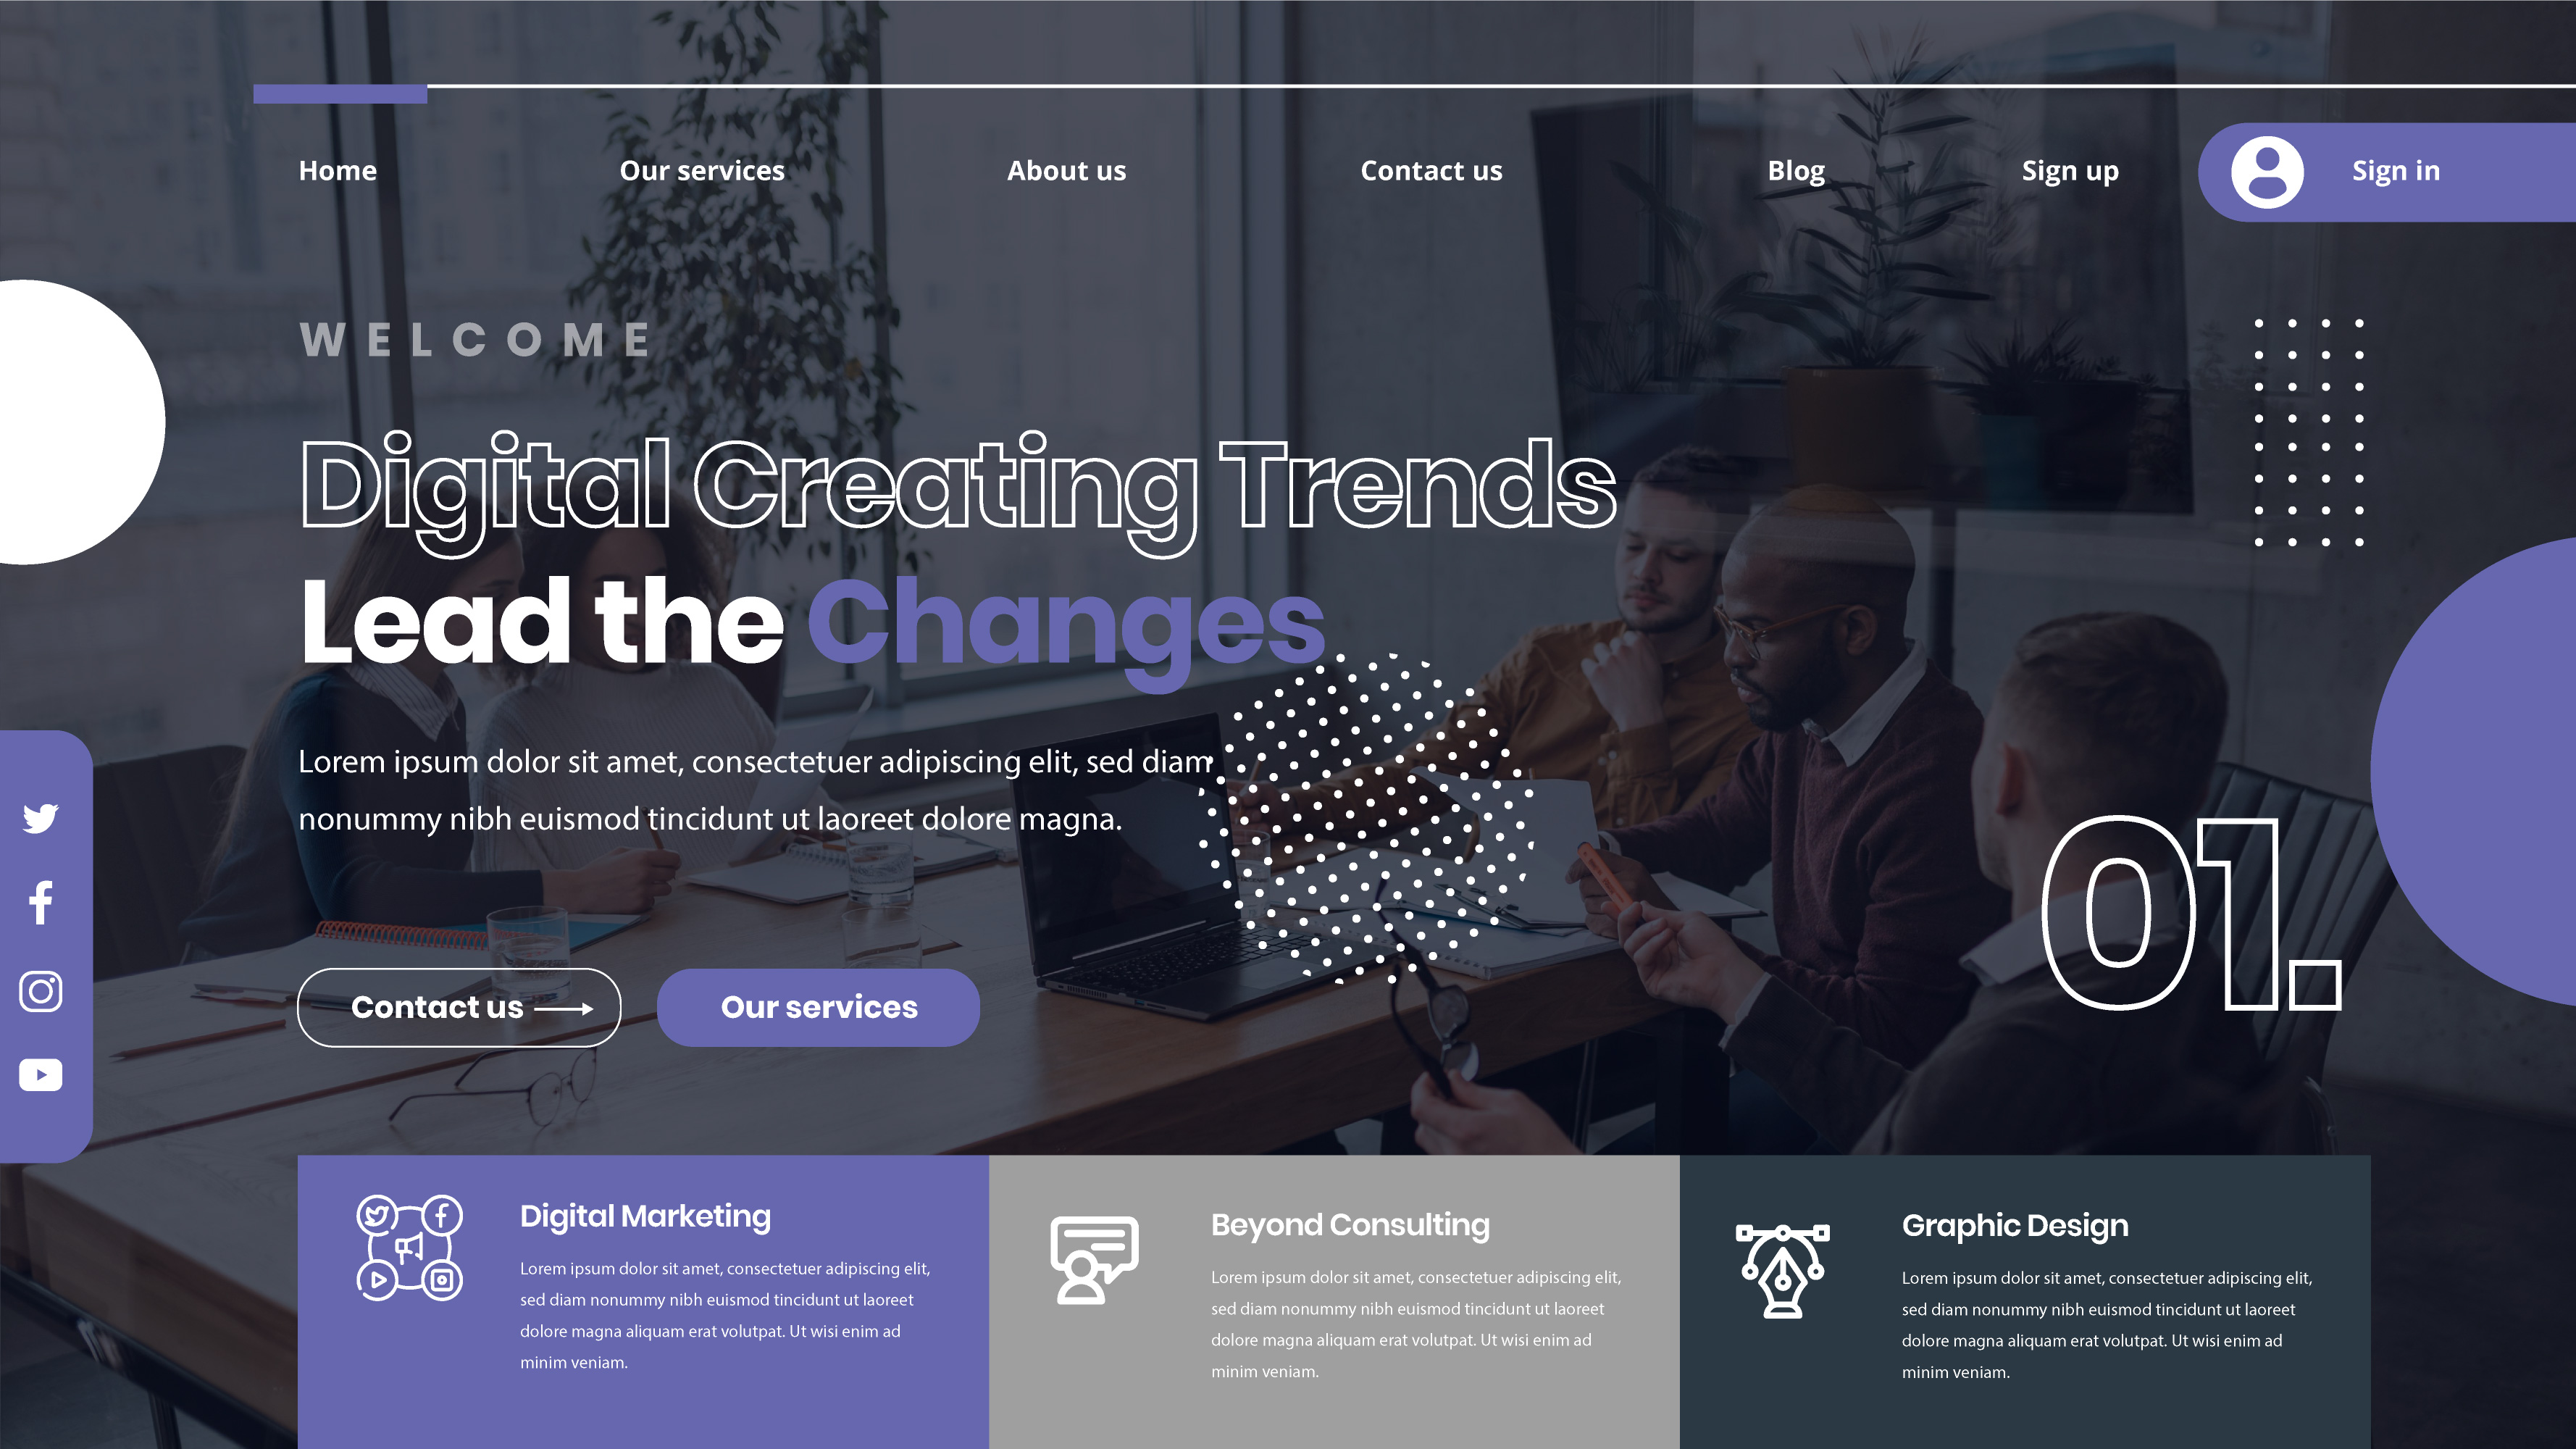 Home Our services About us Contact us Blog Sign up Sign in
WELCOME
Digital Creating Trends
Lead the Changes
Lorem ipsum dolor sit amet, consectetuer adipiscing elit, sed diam
nonummy nibh euismod tincidunt ut laoreet dolore magna.
01.
Contact us Our services
Digital Marketing
Lorem ipsum dolor sit amet, consectetuer adipiscing elit,
sed diam nonummy nibh euismod tincidunt ut laoreet
dolore magna aliquam erat volutpat. Ut wisi enim ad
minim veniam.
Beyond Consulting
Lorem ipsum dolor sit amet, consectetuer adipiscing elit,
sed diam nonummy nibh euismod tincidunt ut laoreet
dolore magna aliquam erat volutpat. Ut wisi enim ad
minim veniam.
Graphic Design
Lorem ipsum dolor sit amet, consectetuer adipiscing elit,
sed diam nonummy nibh euismod tincidunt ut laoreet
dolore magna aliquam erat volutpat. Ut wisi enim ad
minim veniam.